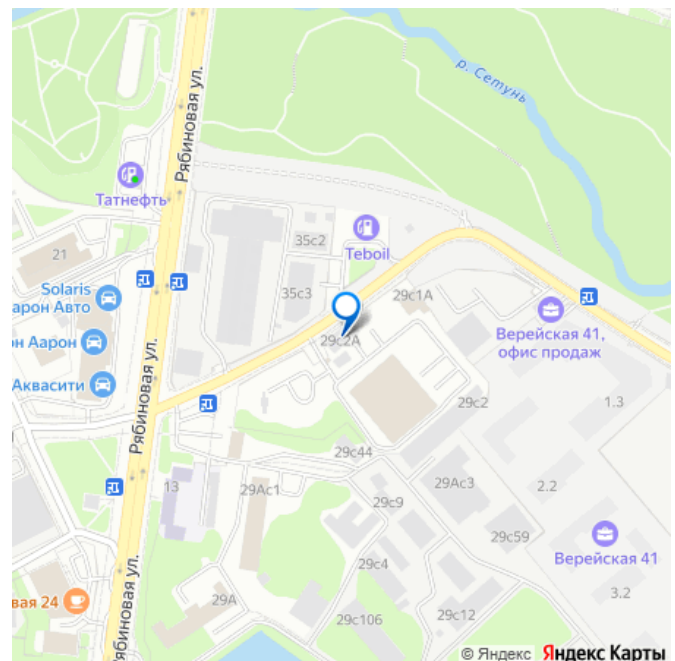 р. Сетунь
Рябиновая ул.
Татнефть
21
35с2
Teboil
Solaris
арон Авто
35с3
29с1А
он Аарон
29с2А
Верейская 41,
офис продаж
Аквасити
Рябиновая ул.
29с2
1.3
29с44
13
29Ас1
29Ас3
2.2
29с9
29с59
Верейская 41
29с4
3.2
вая 24
29А
29с106
29с12
ябиновая ул.
© Яндекс Яндекс Карты